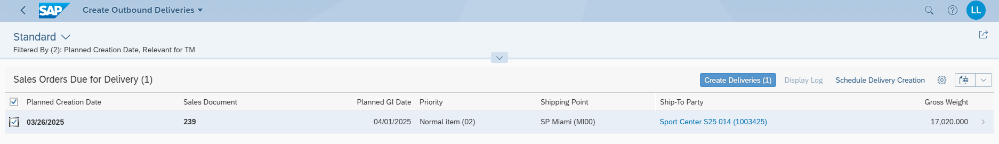 SAP Create Outbound Deliveries LL
Standard
Filtered By (2): Planned Creation Date, Relevant for TM
Sales Orders Due for Delivery (1) Create Deliveries (1) Display Log Schedule Delivery Creation
Planned Creation Date Sales Document Planned GI Date Priority Shipping Point Ship-To Party Gross Weight
03/26/2025 239 04/01/2025 Normal item (02) SP Miami (MI00) Sport Center S25 014 (1003425) 17,020.000